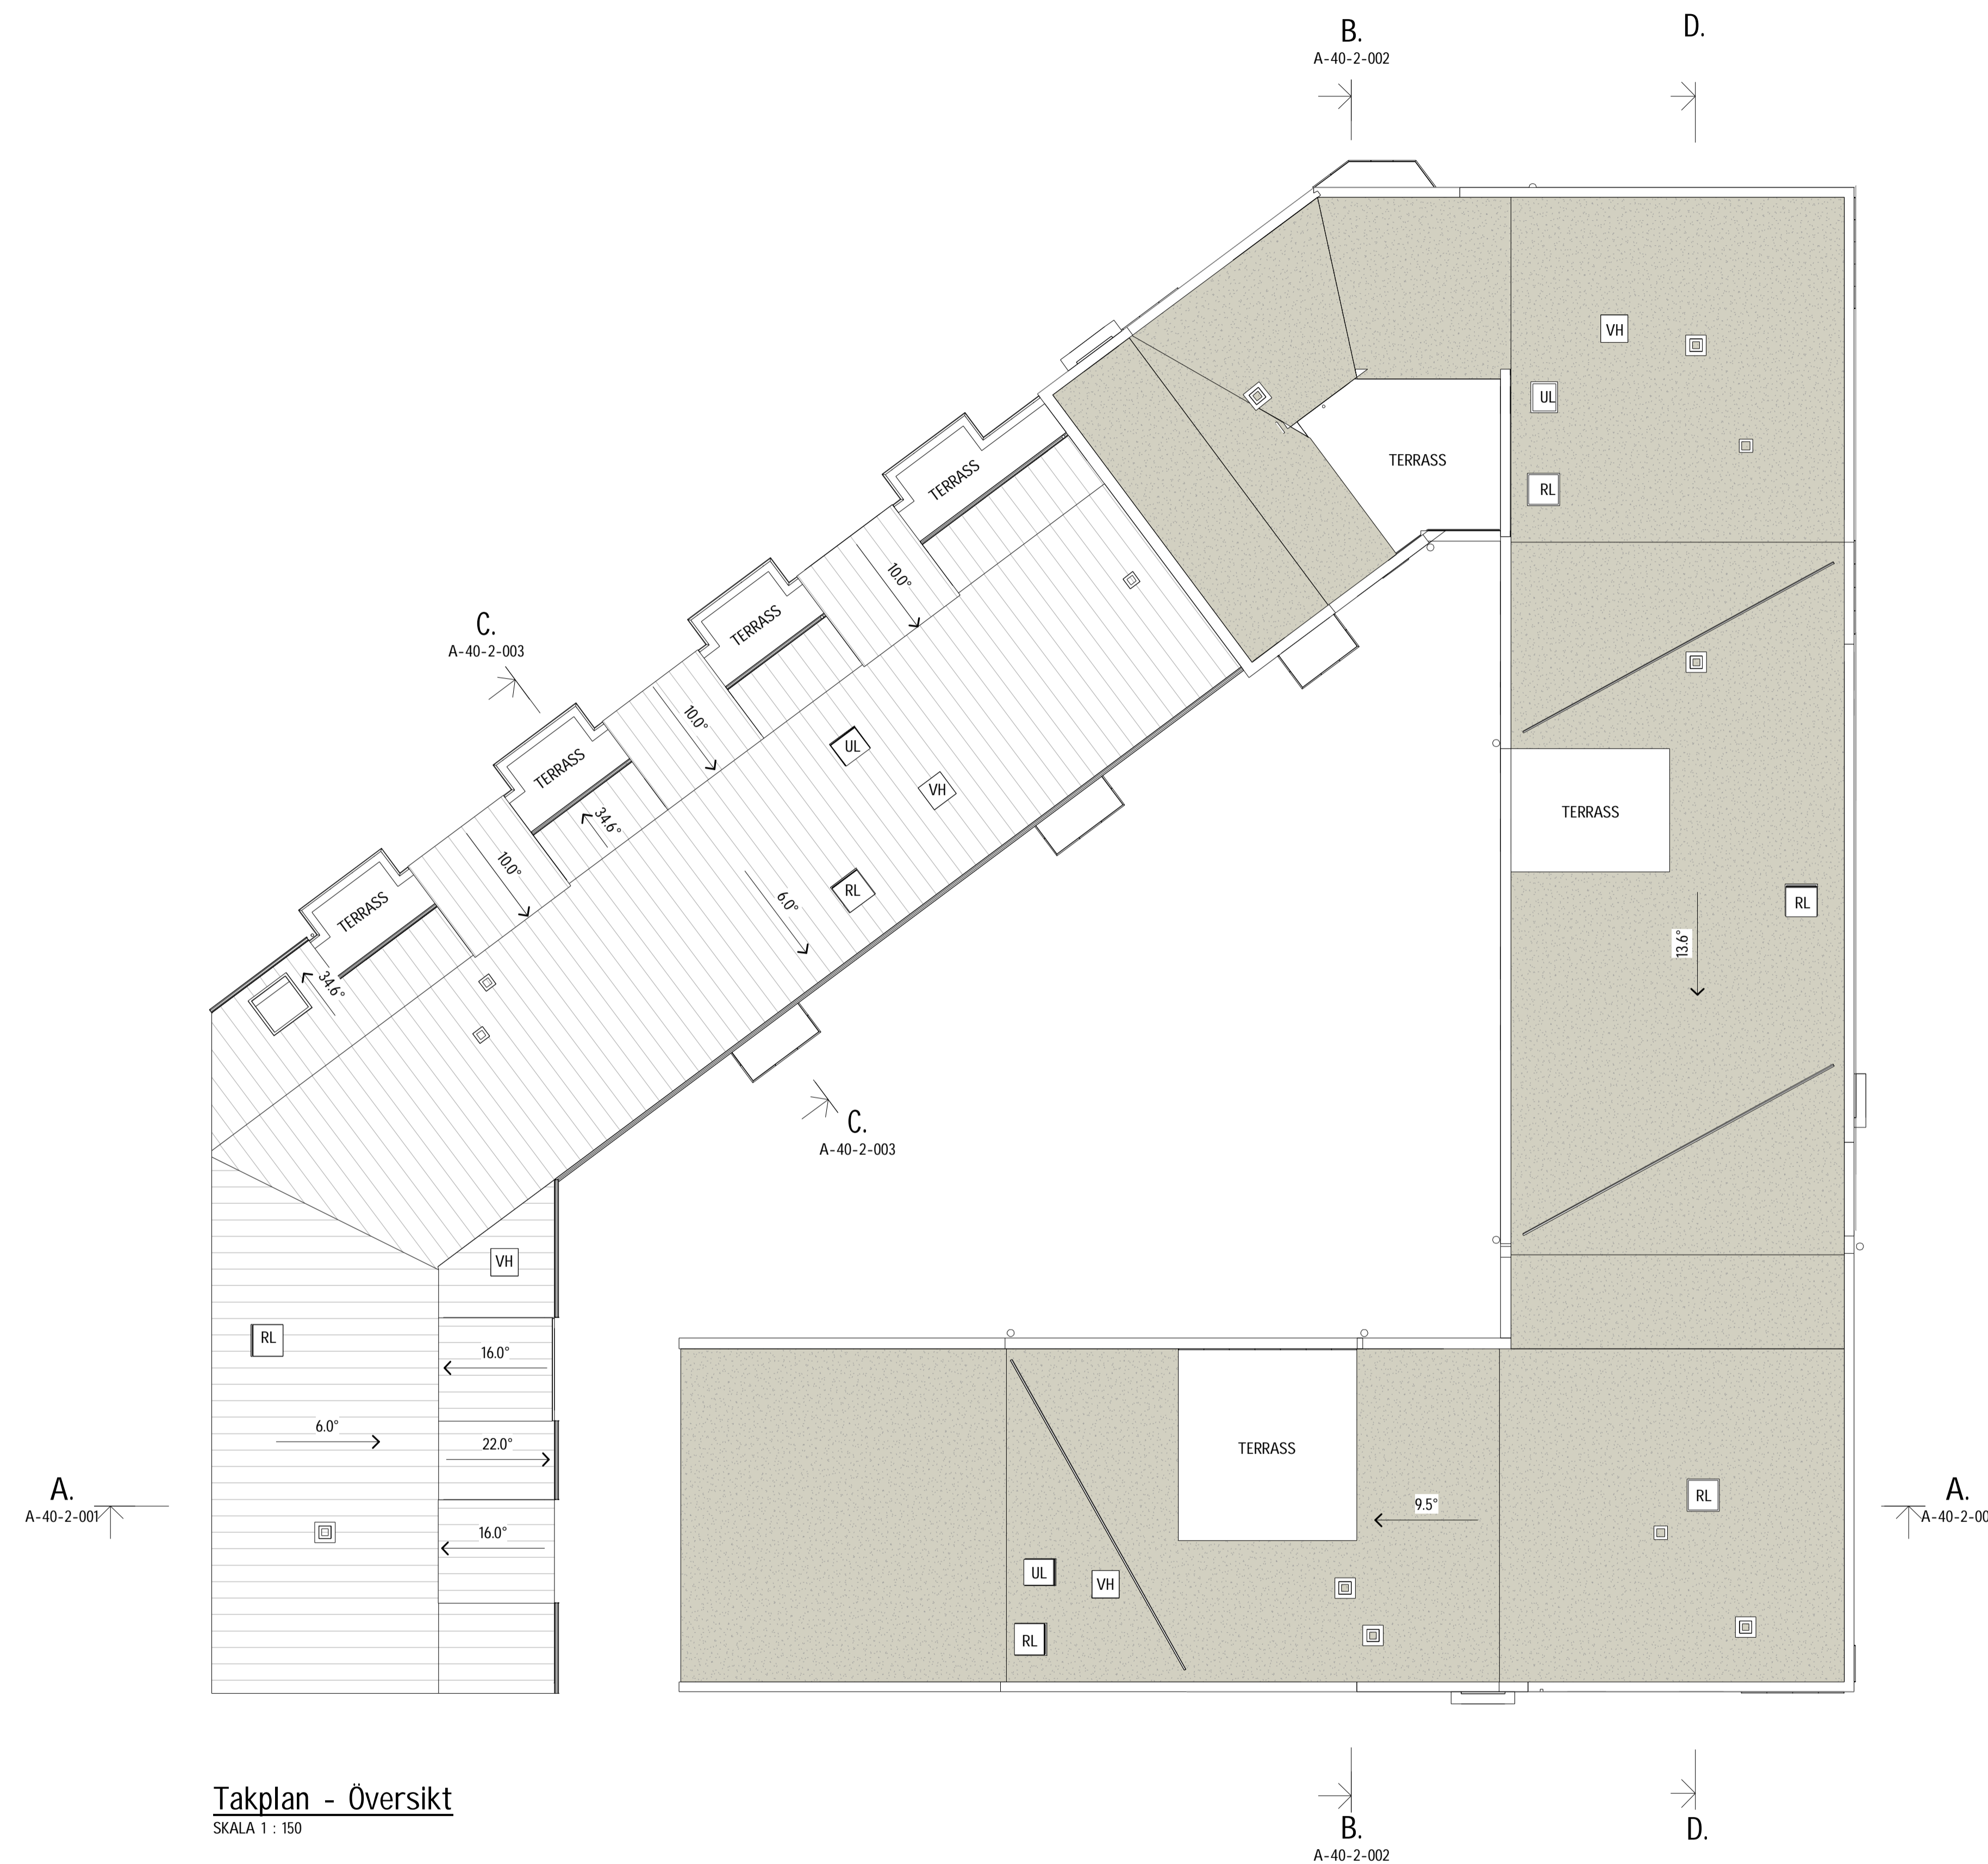 B.
A-40-2-002
D.
VH
UL
RL
TERRASS
TERRASS
10.0°
TERRASS
C.
A-40-2-003
10.0°
UL
TERRASS
VH
34.6°
TERRASS
10.0°
RL
RL
6.0°
TERRASS
13.6°
34.6°
C.
A-40-2-003
VH
RL
16.0°
6.0°
22.0°
TERRASS
A.
A-40-2-001
RL
9.5°
A.
A-40-2-00
16.0°
UL
VH
RL
Takplan - Översikt
SKALA 1 : 150
B.
A-40-2-002
D.